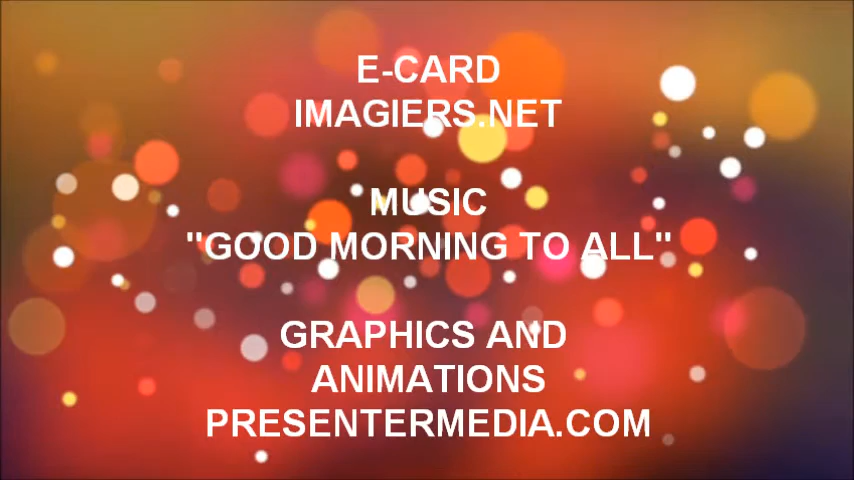 E-CARD
IMAGIERS.NET
MUSIC
"GOOD MORNING TO ALL"
GRAPHICS AND
ANIMATIONS
PRESENTERMEDIA.COM